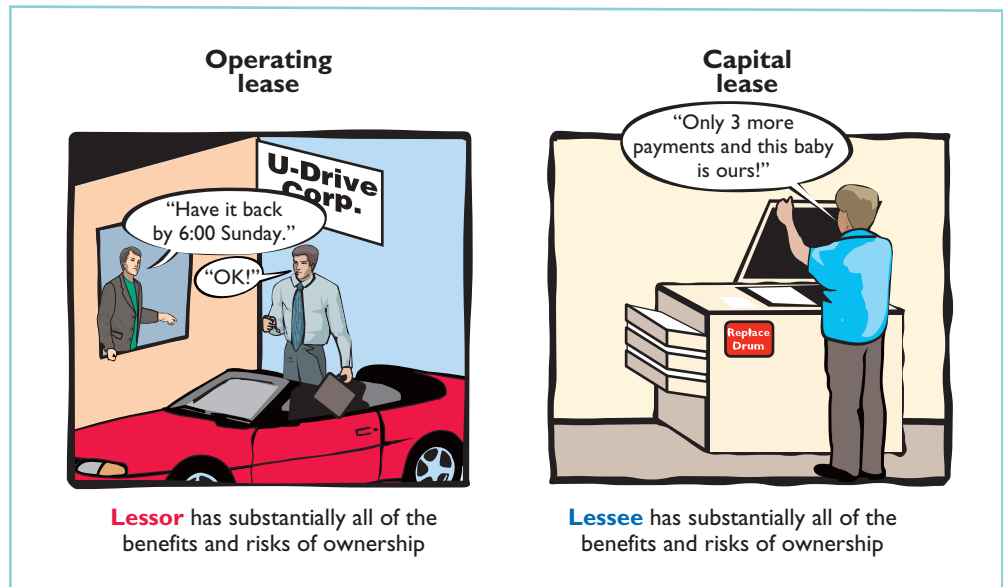 Operating
lease
U-Drive
Corp.
“Have it back
by 6:00 Sunday.”
“OK!”
Lessor has substantially all of the
benefits and risks of ownership
Capital
lease
“Only 3 more
payments and this baby
is ours!”
Replace
Drum
Lessee has substantially all of the
benefits and risks of ownership